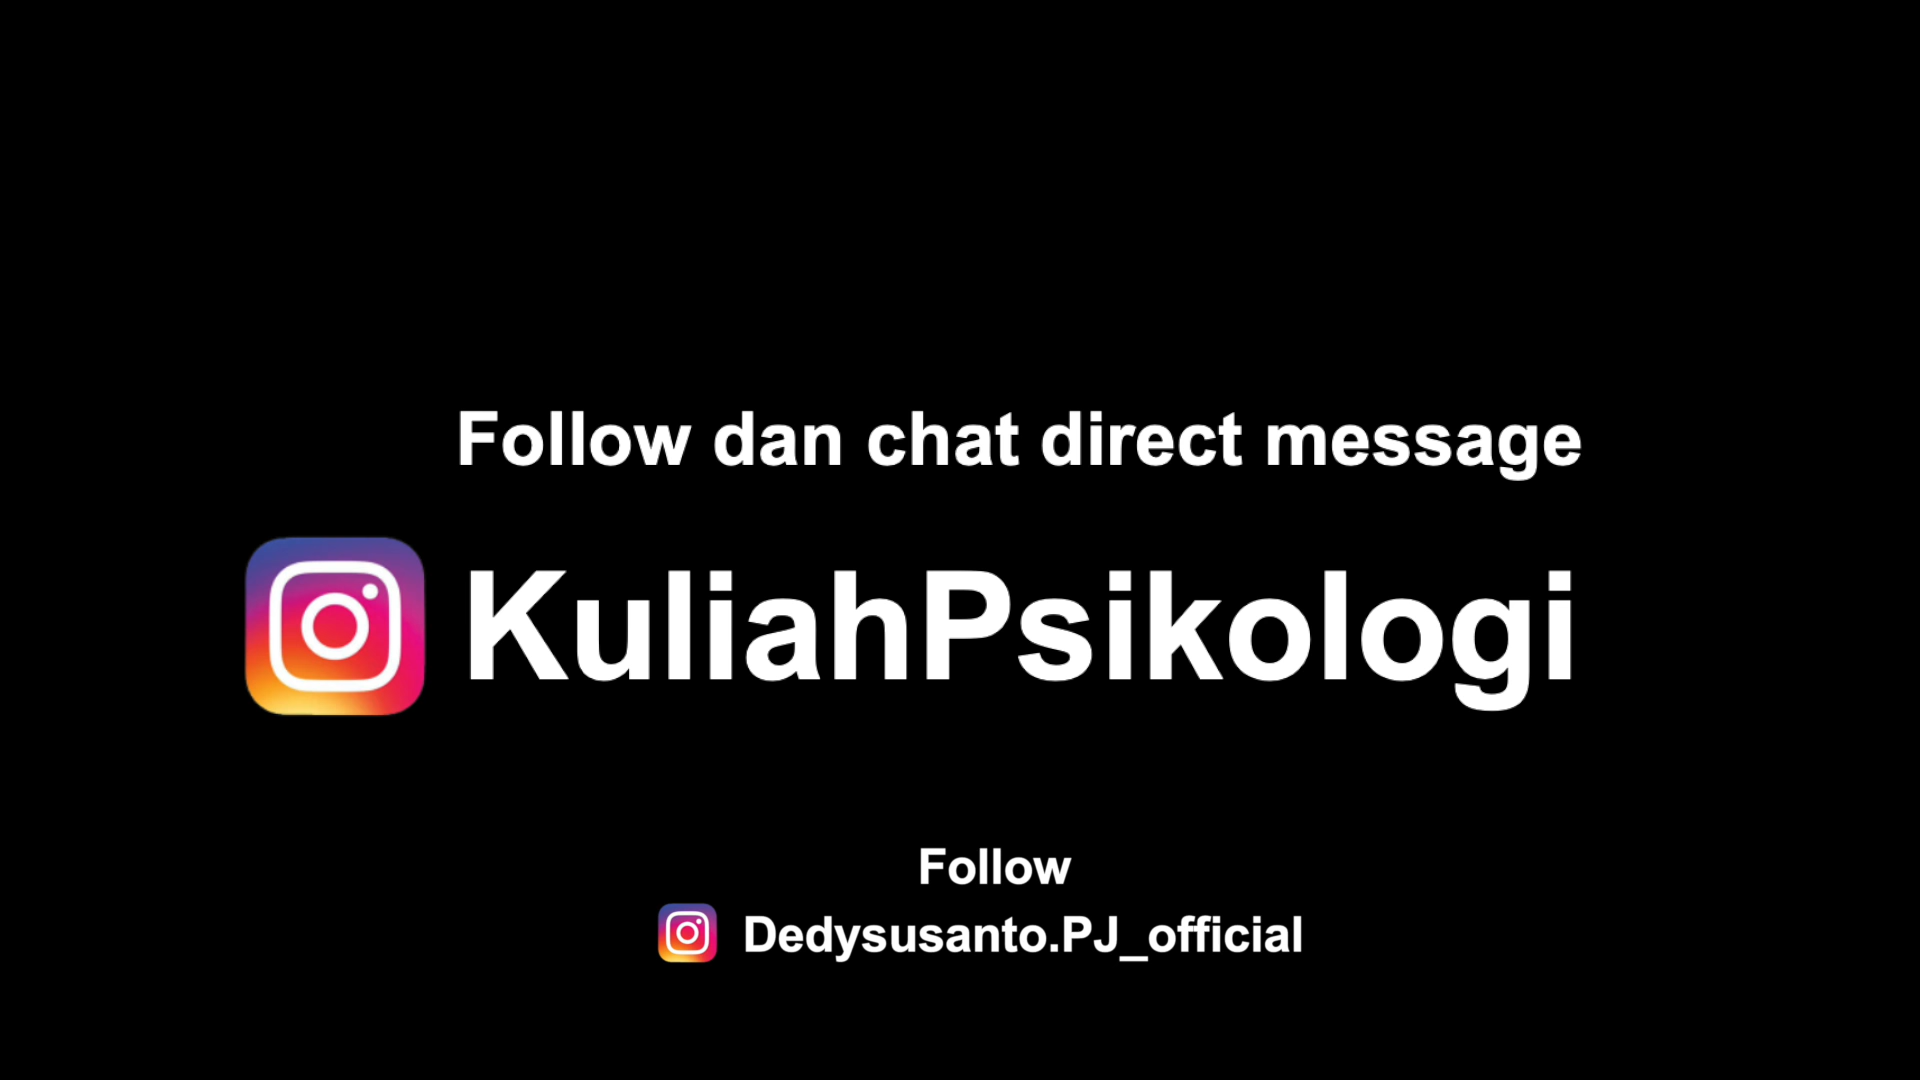 Follow dan chat direct message
KuliahPsikologi
Follow
Dedysusanto.PJ_official